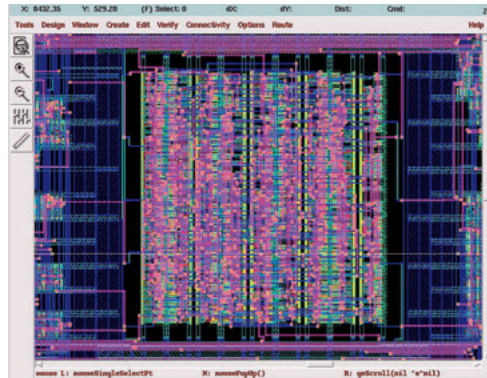 X: 8432.35 Y: 529.20 (F) Select: 0 dX: dY: Dist: Cmd: 2
Tools Design Window Create Edit Verify Connectivity Options Route Help
mouse L: mouseSingleSelectPt M: mousePopUp() R: geScroll(nil "e" nil)